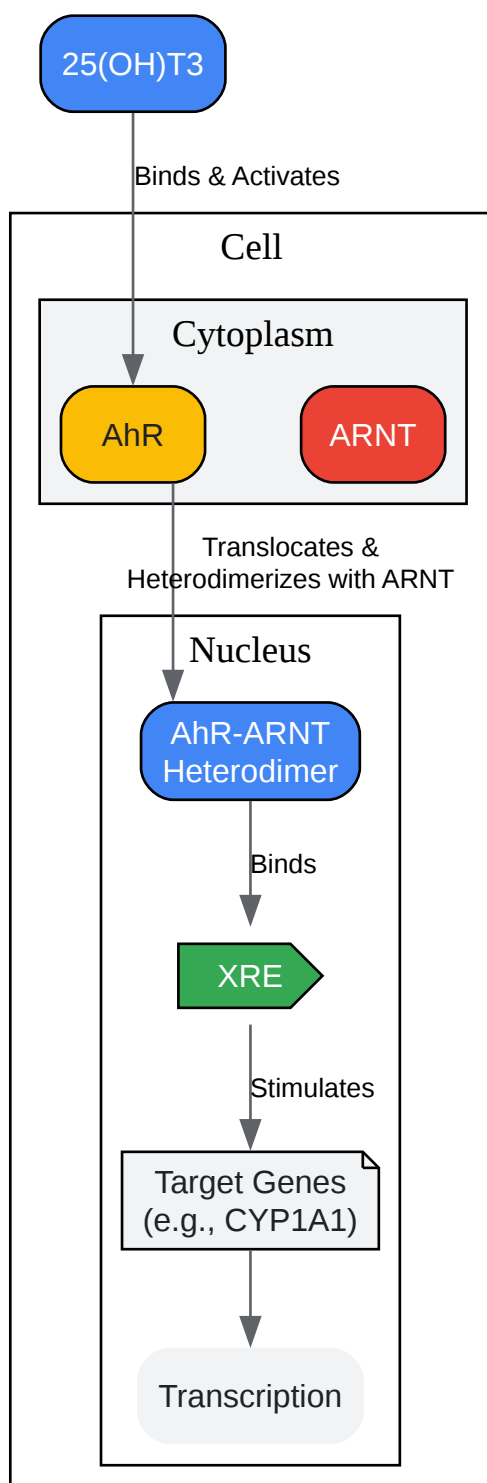 25(OH)T3
Binds & Activates
Cell
Cytoplasm
AhR
ARNT
Translocates &
Heterodimerizes with ARNT
Nucleus
AhR-ARNT
Heterodimer
Binds
XRE
Stimulates
Target Genes
(e.g., CYP1A1)
Transcription